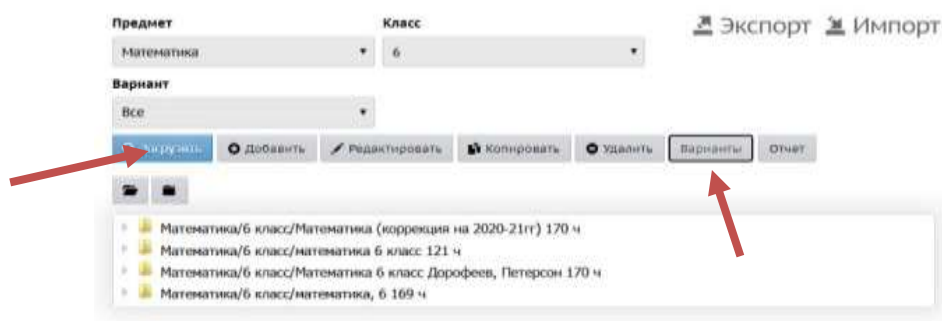 Предмет Класс Экспорт Импорт
Математика 6
Вариант
Все
Загрузить Добавить Редактировать Копировать Удалить Варианты Отчет
Математика/6 класс/Математика (коррекция на 2020-21гг) 170 ч
Математика/6 класс/математика 6 класс 121 ч
Математика/6 класс/Математика 6 класс Дорофеев, Петерсон 170 ч
Математика/6 класс/математика, 6 169 ч